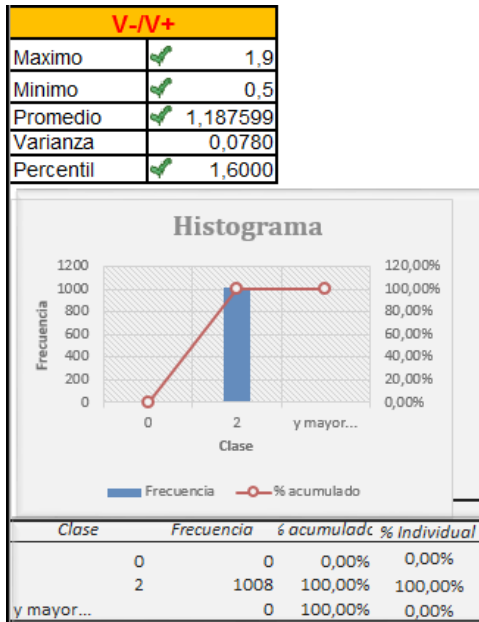 V-/V+
Maximo 1,9
Minimo 0,5
Promedio 1,187599
Varianza 0,0780
Percentil 1,6000
Histograma
1200 120,00%
1000 100,00%
800 80,00%
600 60,00%
400 40,00%
200 20,00%
0 0,00%
Frecuencia
0 2 y mayor...
Clase
Frecuencia % acumulado
Clase Frecuencia % acumulado % Individual
0 0 0,00% 0,00%
2 1008 100,00% 100,00%
y mayor... 0 100,00% 0,00%